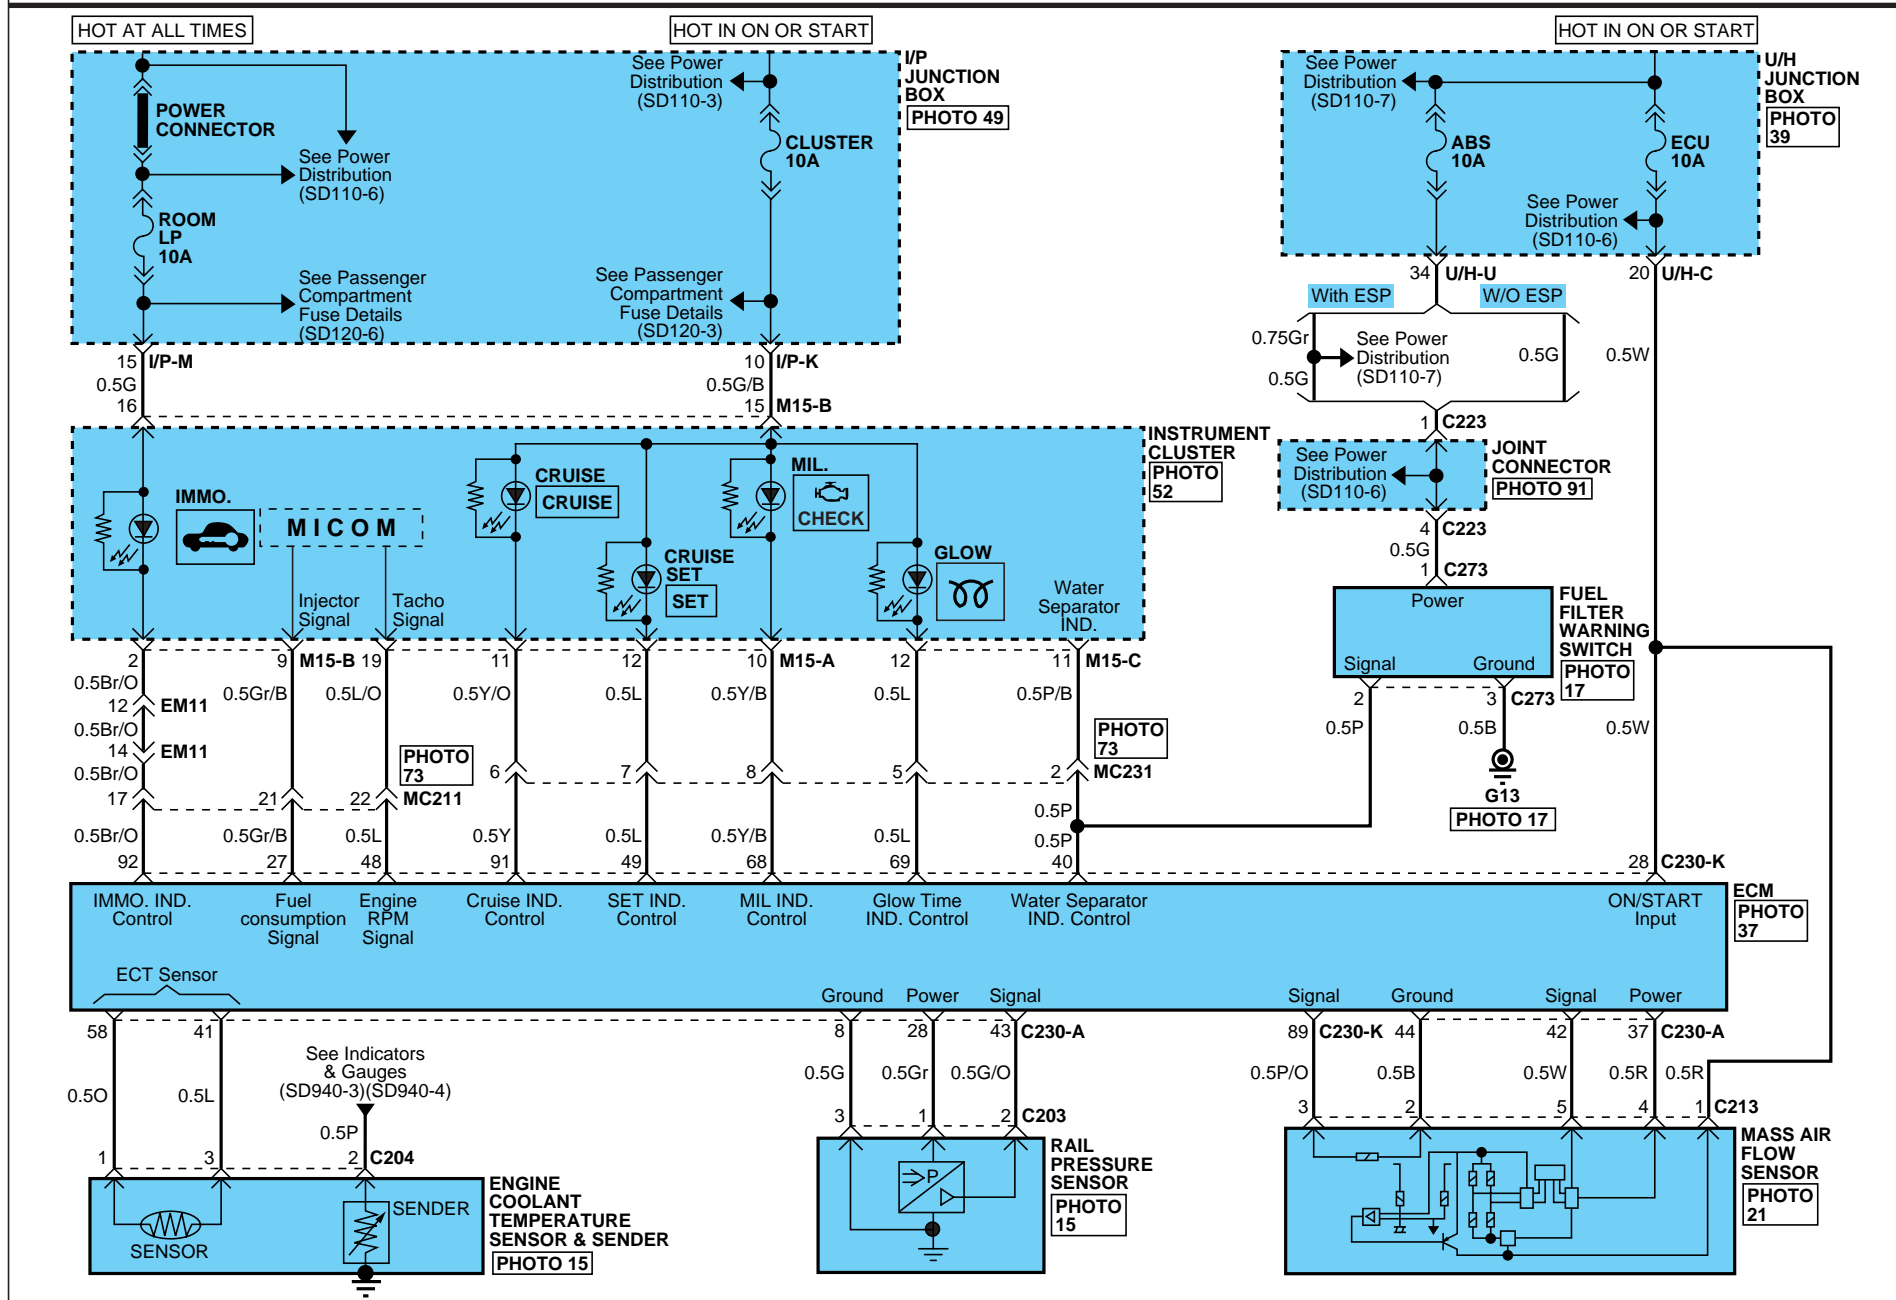 HOT AT ALL TIMES
HOT IN ON OR START
HOT IN ON OR START
I/P
JUNCTION
BOX
PHOTO 49
U/H
JUNCTION
BOX
PHOTO
39
POWER
CONNECTOR
See Power
Distribution
(SD110-6)
ROOM
LP
10A
See Passenger
Compartment
Fuse Details
(SD120-6)
See Power
Distribution
(SD110-3)
CLUSTER
10A
See Passenger
Compartment
Fuse Details
(SD120-3)
See Power
Distribution
(SD110-7)
ABS
10A
ECU
10A
See Power
Distribution
(SD110-6)
15 I/P-M
0.5G
16
10 I/P-K
0.5G/B
15 M15-B
34 U/H-U
20 U/H-C
With ESP
W/O ESP
0.75Gr
See Power
Distribution
(SD110-7)
0.5G
0.5G
0.5W
1 C223
See Power
Distribution
(SD110-6)
JOINT
CONNECTOR
PHOTO 91
4 C223
0.5G
1 C273
INSTRUMENT
CLUSTER
PHOTO
52
IMMO.
MICOM
CRUISE
CRUISE
CRUISE
SET
SET
MIL.
CHECK
GLOW
Injector
Signal
Tacho
Signal
Water
Separator
IND.
Power
Signal
Ground
FUEL
FILTER
WARNING
SWITCH
PHOTO
17
2
9 M15-B
19
11
12
10 M15-A
12
11 M15-C
2
3 C273
0.5Br/O
0.5Gr/B
0.5L/O
0.5Y/O
0.5L
0.5Y/B
0.5L
0.5P/B
0.5P
0.5B
0.5W
12 EM11
0.5Br/O
14 EM11
0.5Br/O
PHOTO
73
PHOTO
73
6
7
8
5
2 MC231
17
21
22 MC211
0.5P
G13
PHOTO 17
0.5Br/O
0.5Gr/B
0.5L
0.5Y
0.5L
0.5Y/B
0.5L
0.5P
92
27
48
91
49
68
69
40
28 C230-K
IMMO. IND.
Control
Fuel
consumption
Signal
Engine
RPM
Signal
Cruise IND.
Control
SET IND.
Control
MIL IND.
Control
Glow Time
IND. Control
Water Separator
IND. Control
ON/START
Input
ECM
PHOTO
37
ECT Sensor
Ground
Power
Signal
Signal
Ground
Signal
Power
58
41
8
28
43 C230-A
89 C230-K
44
42
37 C230-A
See Indicators
& Gauges
(SD940-3)(SD940-4)
0.5O
0.5L
0.5P
0.5G
0.5Gr
0.5G/O
0.5P/O
0.5B
0.5W
0.5R
0.5R
1
3
2 C204
3
1
2 C203
3
2
5
4
1 C213
SENSOR
SENDER
ENGINE
COOLANT
TEMPERATURE
SENSOR & SENDER
PHOTO 15
P
RAIL
PRESSURE
SENSOR
PHOTO
15
MASS AIR
FLOW
SENSOR
PHOTO
21